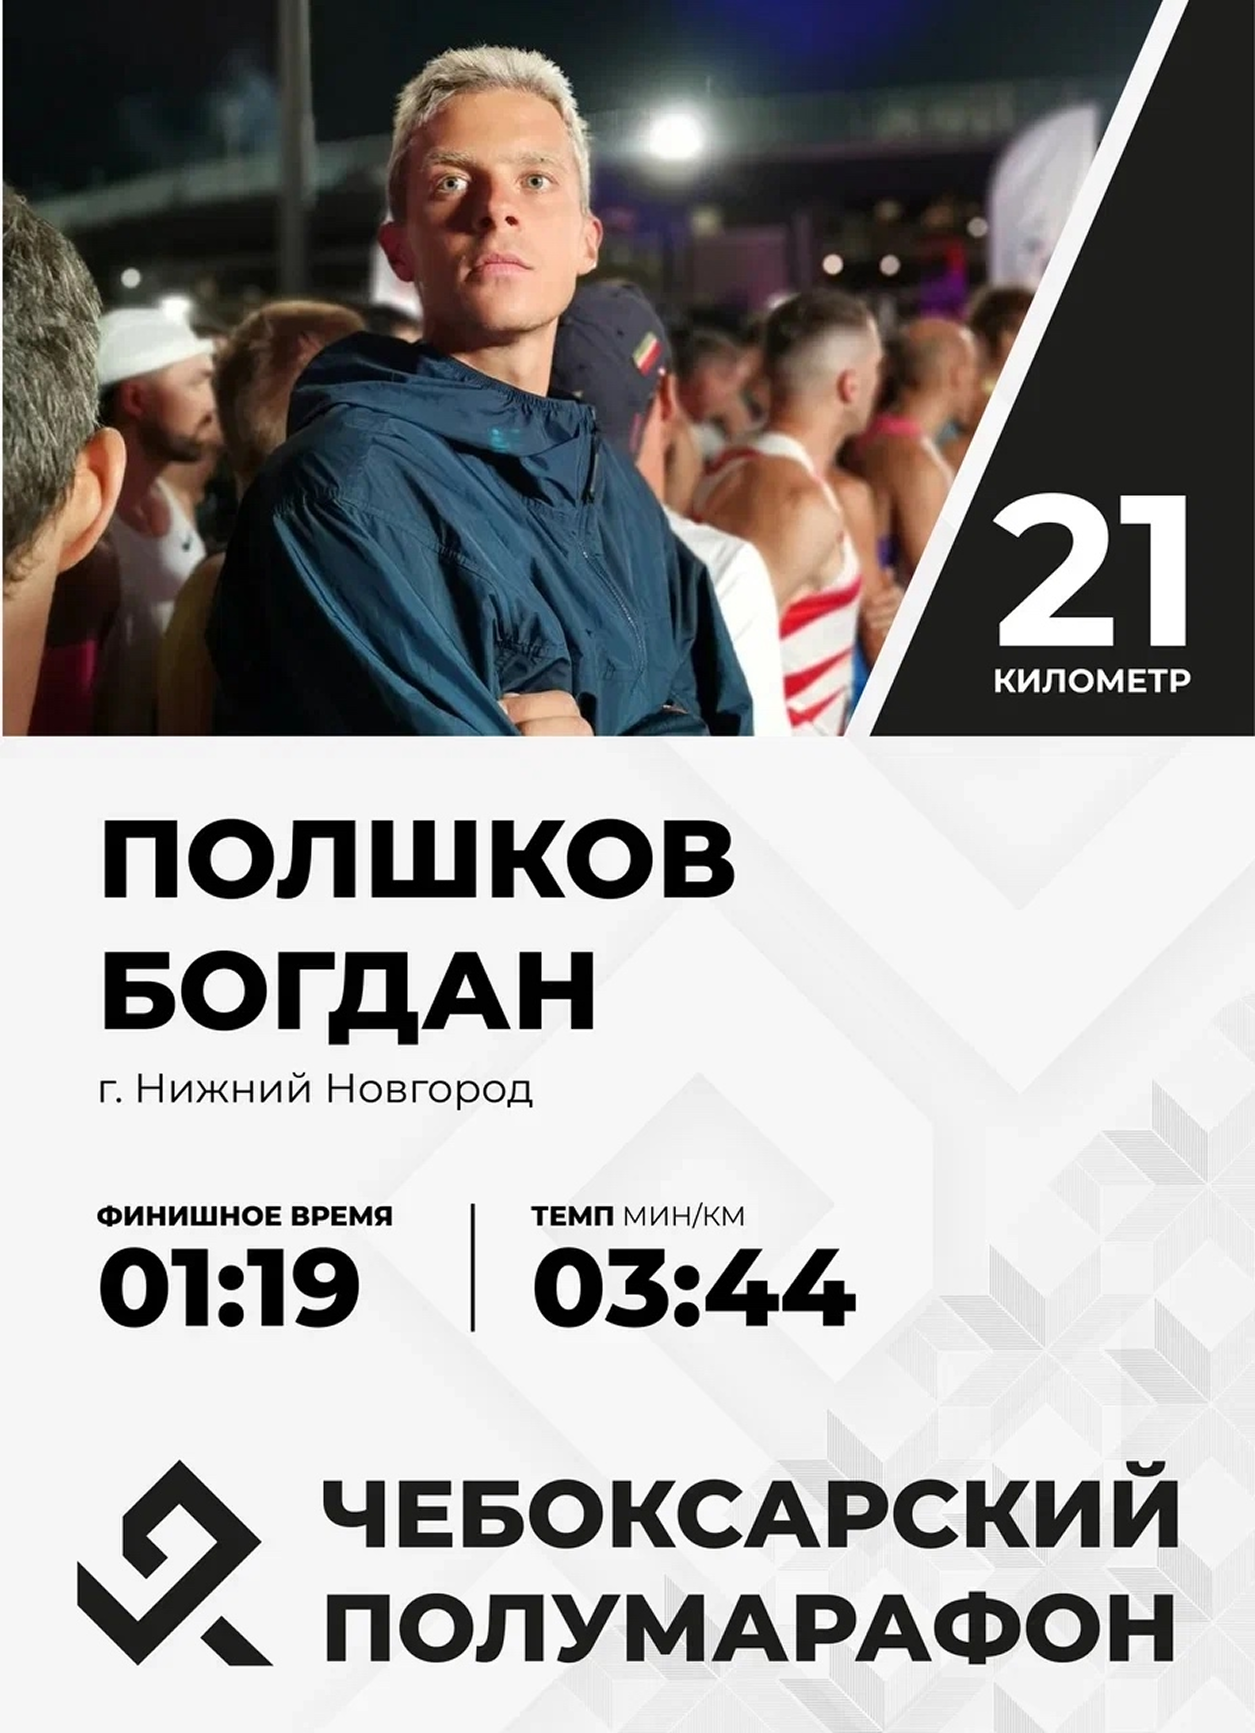 21
КИЛОМЕТР
ПОЛШКОВ
БОГДАН
г. Нижний Новгород
ФИНИШНОЕ ВРЕМЯ
01:19
ТЕМП МИН/КМ
03:44
ЧЕБОКСАРСКИЙ
ПОЛУМАРАФОН